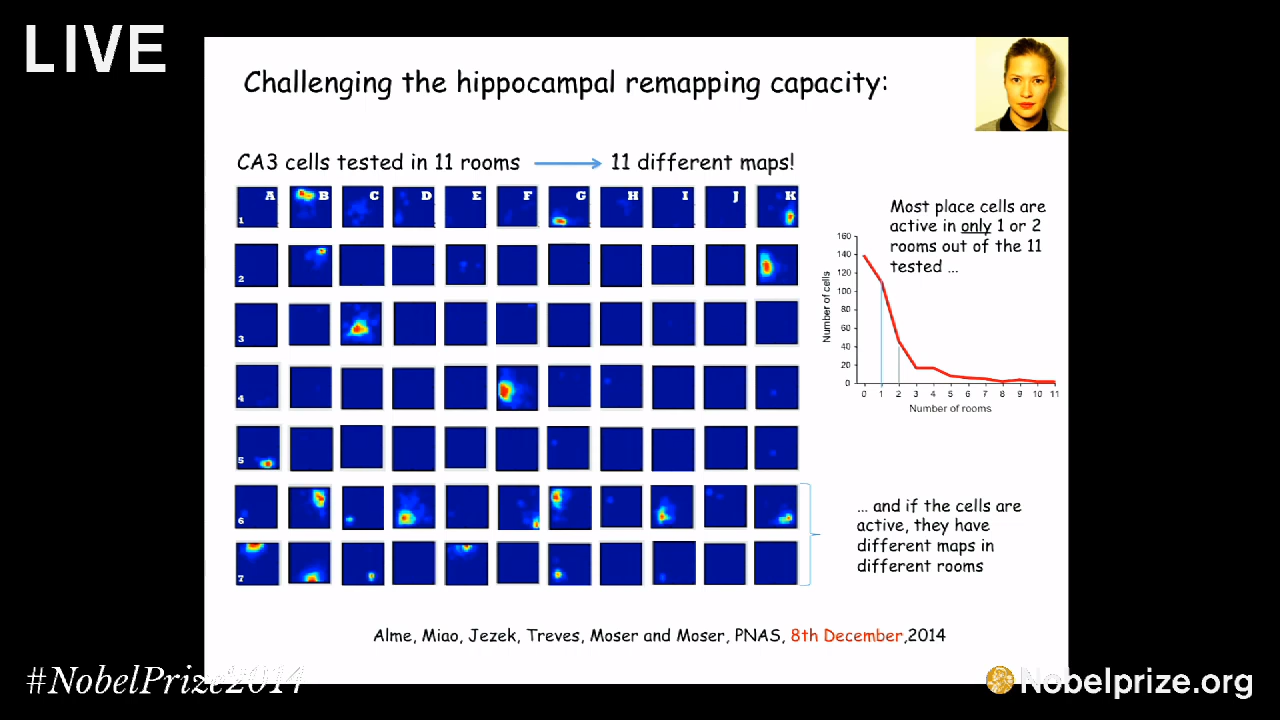 LIVE
Challenging the hippocampal remapping capacity:
CA3 cells tested in 11 rooms
11 different maps!
A B C D E F G H I J K
1
2
3
4
5
6
7
Most place cells are
active in only 1 or 2
rooms out of the 11
tested ...
160
140
120
100
80
60
40
20
0
Number of cells
0 1 2 3 4 5 6 7 8 9 10 11
Number of rooms
... and if the cells are
active, they have
different maps in
different rooms
Alme, Miao, Jezek, Treves, Moser and Moser, PNAS, 8th December,2014
#NobelPrize2014
Nobelprize.org